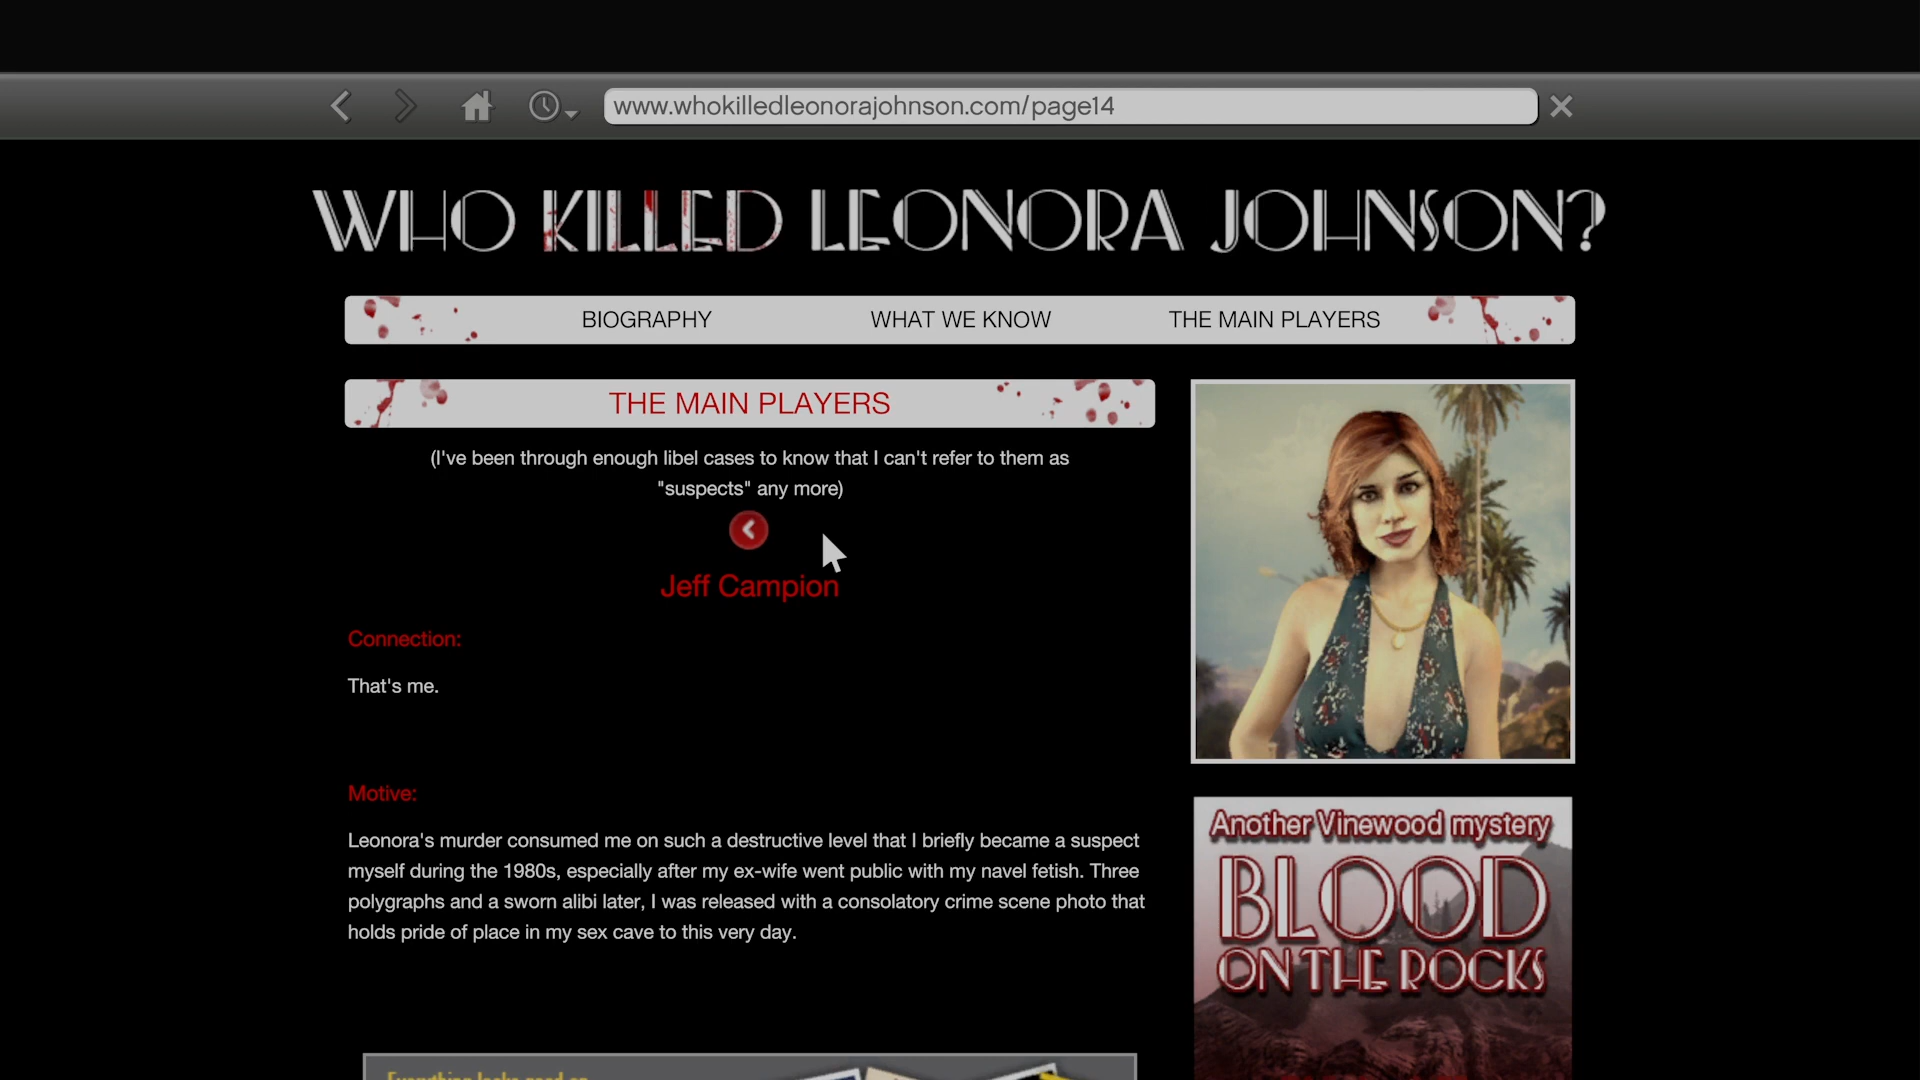 www.whokilledleonorajohnson.com/page14
WHO KILLED LEONORA JOHNSON?
BIOGRAPHY WHAT WE KNOW THE MAIN PLAYERS
THE MAIN PLAYERS
(I've been through enough libel cases to know that I can't refer to them as
"suspects" any more)
Jeff Campion
Connection:
That's me.
Motive:
Leonora's murder consumed me on such a destructive level that I briefly became a suspect
myself during the 1980s, especially after my ex-wife went public with my navel fetish. Three
polygraphs and a sworn alibi later, I was released with a consolatory crime scene photo that
holds pride of place in my sex cave to this very day.
Another Vinewood mystery
BLOOD
ON THE ROCKS